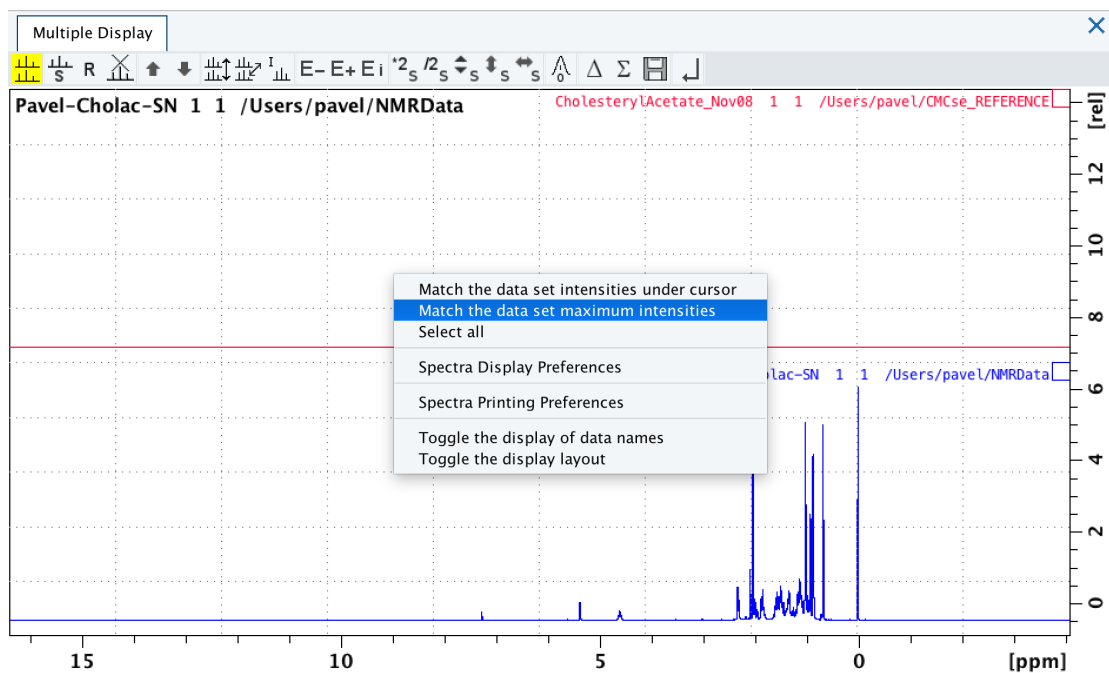 Multiple Display
S R E- E+ Ei *2S /2S S S S 0 Δ Σ
Pavel-Cholac-SN 1 1 /Users/pavel/NMRData
CholesterylAcetate_Nov08 1 1 /Users/pavel/CMCse_REFERENCE
[rel]
12
10
8
6
4
2
0
Match the data set intensities under cursor
Match the data set maximum intensities
Select all
Spectra Display Preferences
Spectra Printing Preferences
Toggle the display of data names
Toggle the display layout
olac-SN 1 1 /Users/pavel/NMRData
15 10 5 0 [ppm]